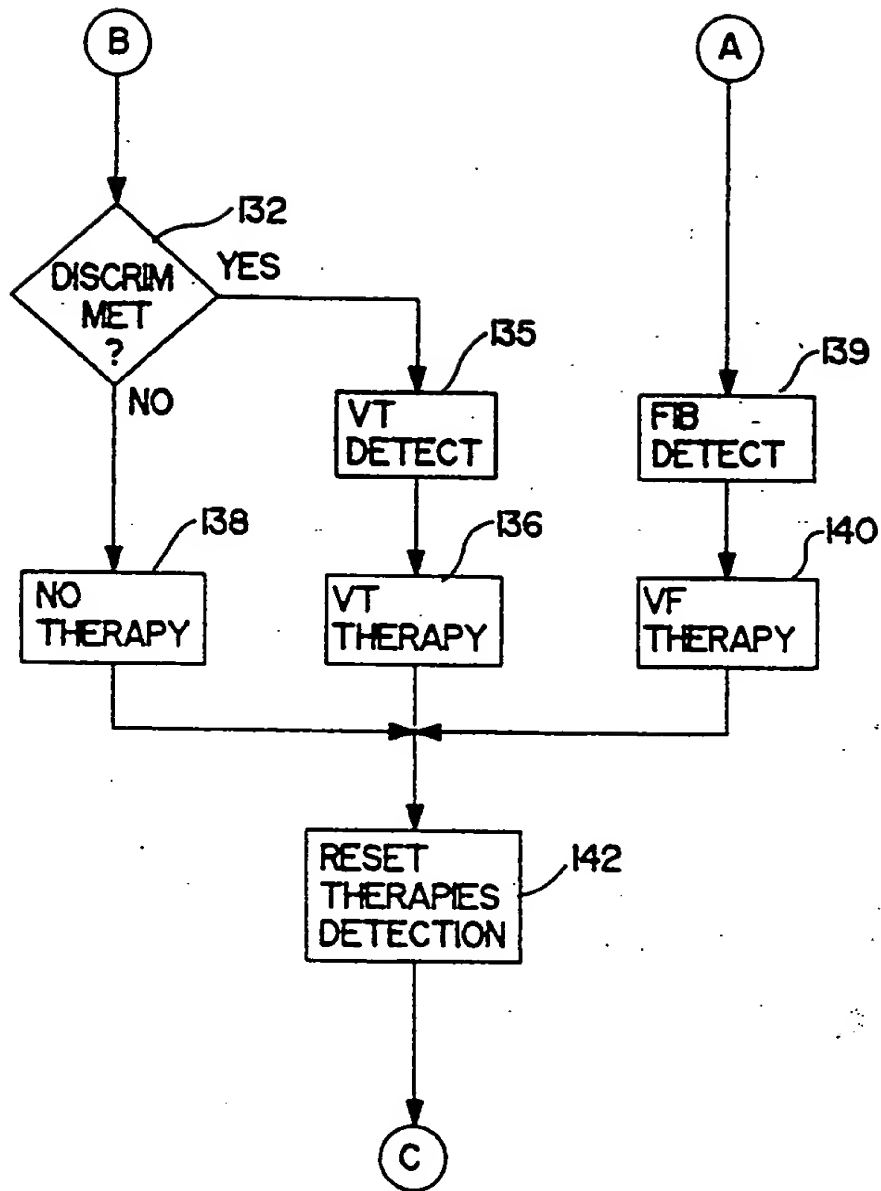 B
A
132
DISCRIM
MET
?
YES
NO
135
VT
DETECT
139
FIB
DETECT
138
NO
THERAPY
136
VT
THERAPY
140
VF
THERAPY
142
RESET
THERAPIES
DETECTION
C